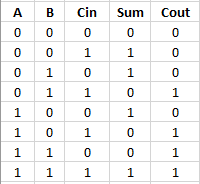 A B Cin Sum Cout
0 0 0 0 0
0 0 1 1 0
0 1 0 1 0
0 1 1 0 1
1 0 0 1 0
1 0 1 0 1
1 1 0 0 1
1 1 1 1 1